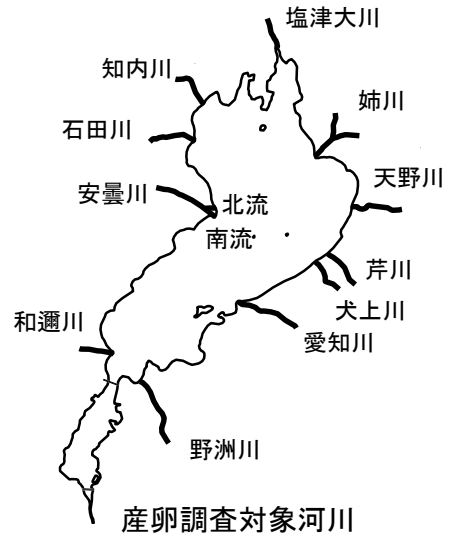 塩津大川
知内川
姉川
石田川
天野川
安曇川
北流
南流
芹川
犬上川
和邇川
愛知川
野洲川
産卵調査対象河川